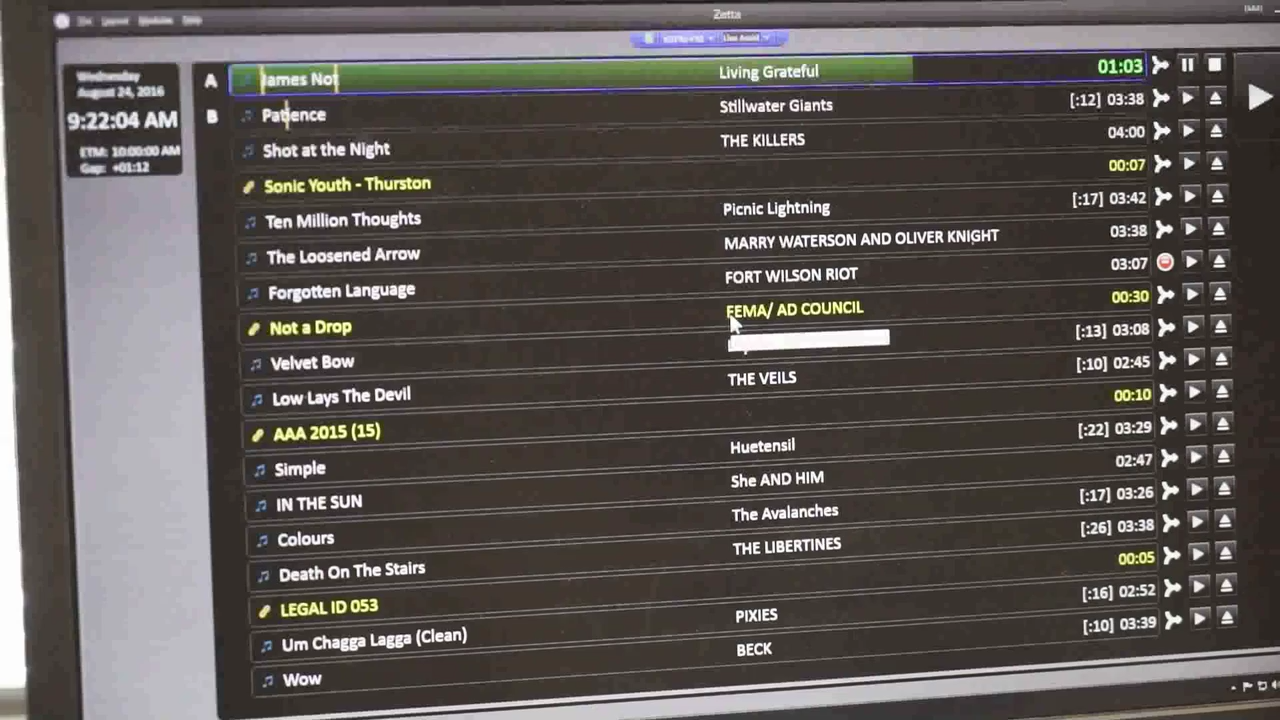 Zetta
Wednesday
August 24, 2016
9:22:04 AM
ETM: 10:00:00 AM
Gap: +01:12
A James Not Living Grateful 01:03
B Patience Stillwater Giants [:12] 03:38
Shot at the Night THE KILLERS 04:00
Sonic Youth - Thurston 00:07
Ten Million Thoughts Picnic Lightning [:17] 03:42
The Loosened Arrow MARRY WATERSON AND OLIVER KNIGHT 03:38
Forgotten Language FORT WILSON RIOT 03:07
Not a Drop FEMA/ AD COUNCIL 00:30
Velvet Bow [:13] 03:08
Low Lays The Devil THE VEILS [:10] 02:45
AAA 2015 (15) 00:10
Simple Huetensil [:22] 03:29
IN THE SUN She AND HIM 02:47
Colours The Avalanches [:17] 03:26
Death On The Stairs THE LIBERTINES [:26] 03:38
LEGAL ID 053 00:05
Um Chagga Lagga (Clean) PIXIES [:16] 02:52
Wow BECK [:10] 03:39